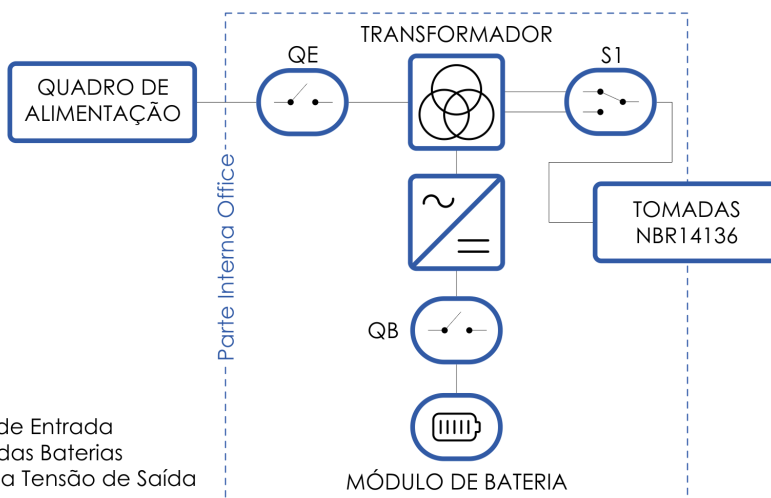 TRANSFORMADOR
QE
S1
QUADRO DE
ALIMENTAÇÃO
Parte Interna Office
TOMADAS
NBR14136
QB
de Entrada
das Baterias
a Tensão de Saída
MÓDULO DE BATERIA